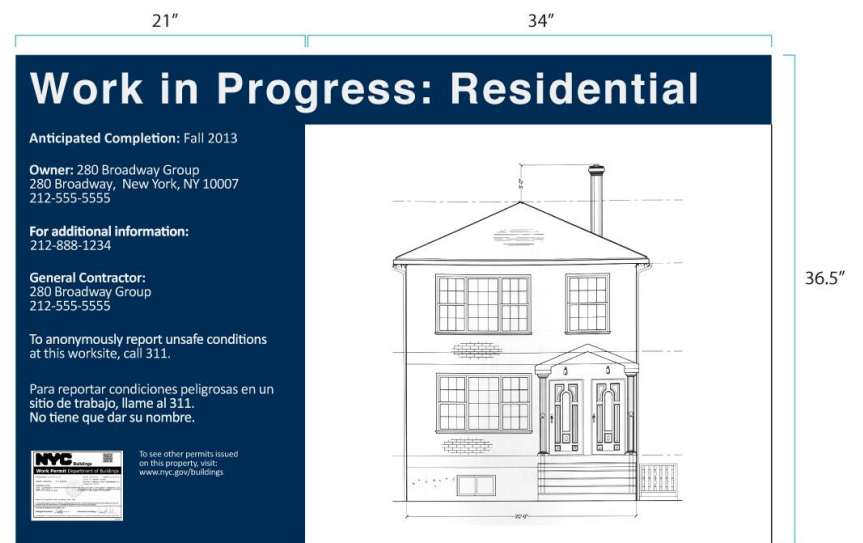 21”
34”
Work in Progress: Residential
Anticipated Completion: Fall 2013
Owner: 280 Broadway Group
280 Broadway, New York, NY 10007
212-555-5555
For additional information:
212-888-1234
General Contractor:
280 Broadway Group
212-555-5555
To anonymously report unsafe conditions
at this worksite, call 311.
Para reportar condiciones peligrosas en un
sitio de trabajo, llame al 311.
No tiene que dar su nombre.
NYC Buildings
Work Permit Department of Buildings
To see other permits issued
on this property, visit:
www.nyc.gov/buildings
36.5”